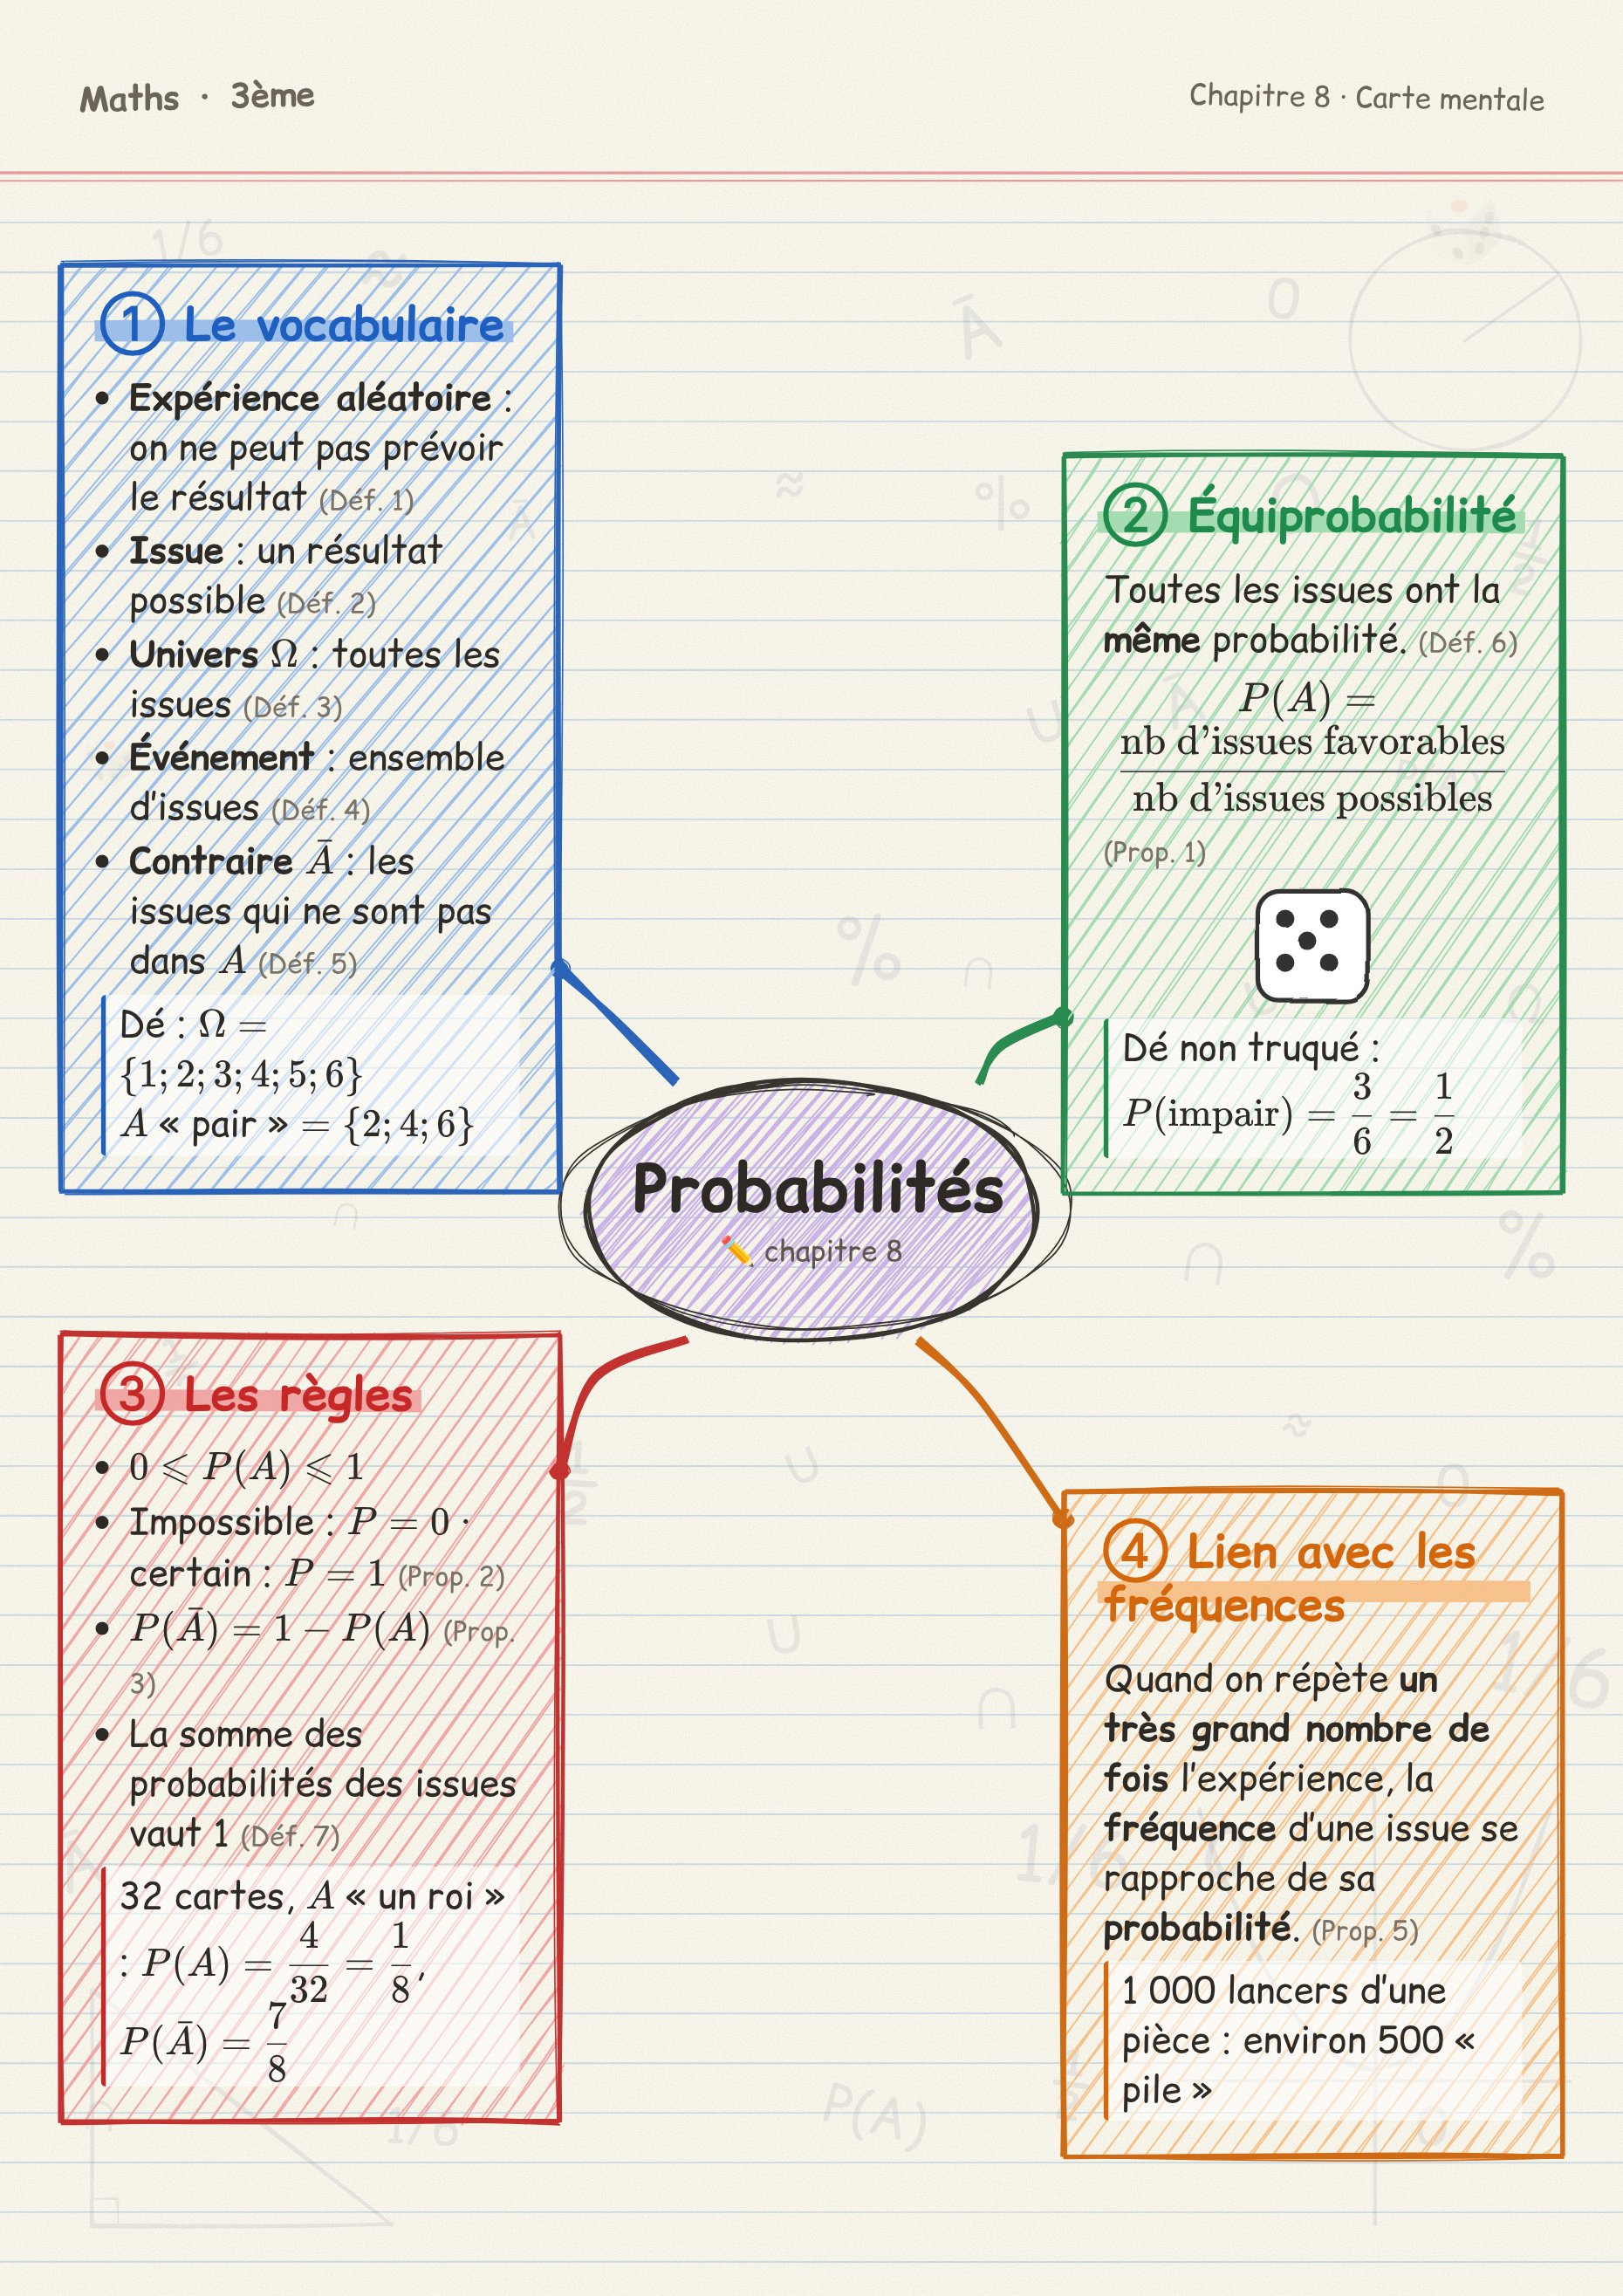 Maths · 3ème
Chapitre 8 · Carte mentale
① Le vocabulaire
• Expérience aléatoire :
on ne peut pas prévoir
le résultat (Déf. 1)
• Issue : un résultat
possible (Déf. 2)
• Univers Ω : toutes les
issues (Déf. 3)
• Événement : ensemble
d'issues (Déf. 4)
• Contraire Ā : les
issues qui ne sont pas
dans A (Déf. 5)
Dé : Ω =
{1; 2; 3; 4; 5; 6}
A « pair » = {2; 4; 6}
② Équiprobabilité
Toutes les issues ont la
même probabilité. (Déf. 6)
P(A) =
nb d'issues favorables
nb d'issues possibles
(Prop. 1)
Dé non truqué :
P(impair) = 3/6 = 1/2
Probabilités
✏️ chapitre 8
③ Les règles
• 0 ⩽ P(A) ⩽ 1
• Impossible : P = 0 ·
certain : P = 1 (Prop. 2)
• P(Ā) = 1 − P(A) (Prop.
3)
• La somme des
probabilités des issues
vaut 1 (Déf. 7)
32 cartes, A « un roi »
: P(A) = 4/32 = 1/8,
P(Ā) = 7/8
④ Lien avec les
fréquences
Quand on répète un
très grand nombre de
fois l'expérience, la
fréquence d'une issue se
rapproche de sa
probabilité. (Prop. 5)
1 000 lancers d'une
pièce : environ 500 «
pile »